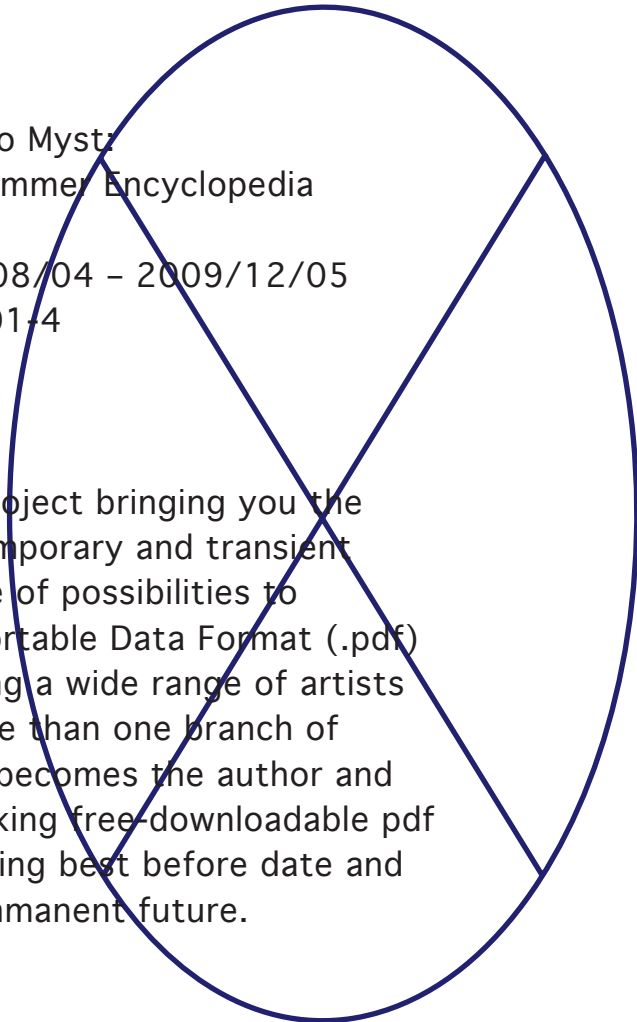 o Myst:
mmer Encyclopedia
08/04 – 2009/12/05
01-4
oject bringing you the
mporary and transient
e of possibilities to
ortable Data Format (.pdf)
ng a wide range of artists
e than one branch of
becomes the author and
king free-downloadable pdf
ing best before date and
mmanent future.